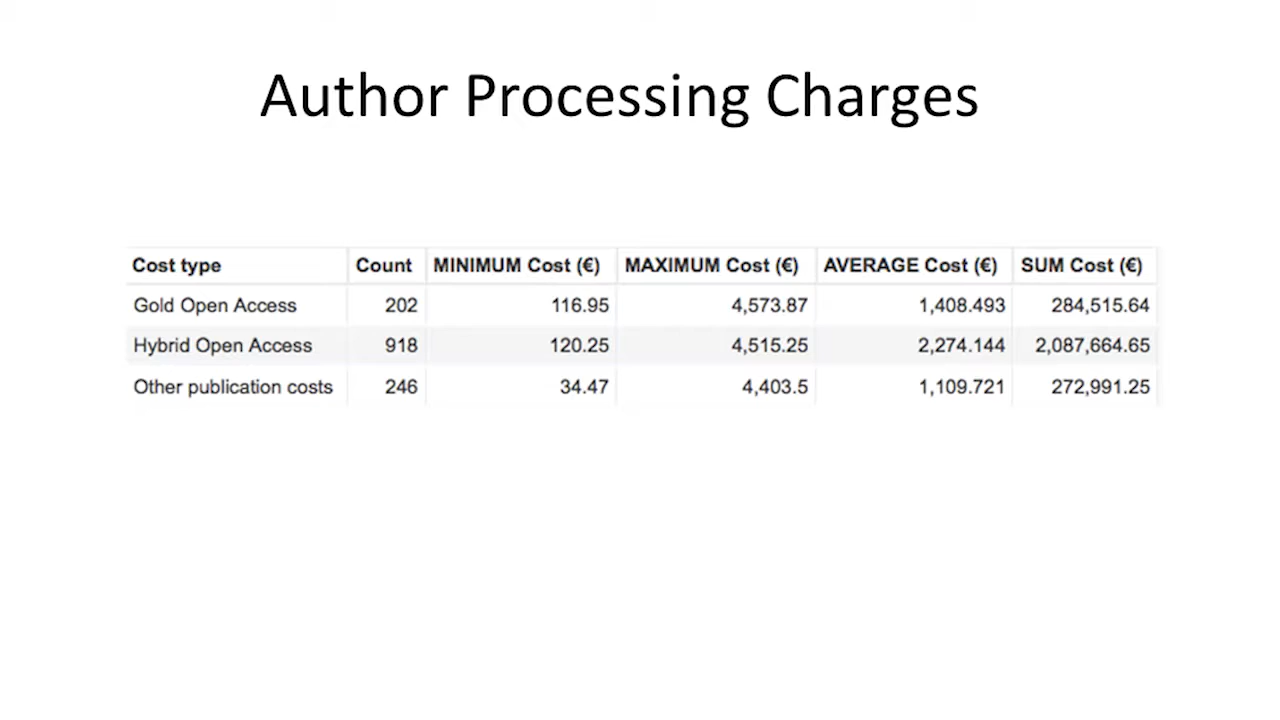 Author Processing Charges
Cost type Count MINIMUM Cost (€) MAXIMUM Cost (€) AVERAGE Cost (€) SUM Cost (€)
Gold Open Access 202 116.95 4,573.87 1,408.493 284,515.64
Hybrid Open Access 918 120.25 4,515.25 2,274.144 2,087,664.65
Other publication costs 246 34.47 4,403.5 1,109.721 272,991.25